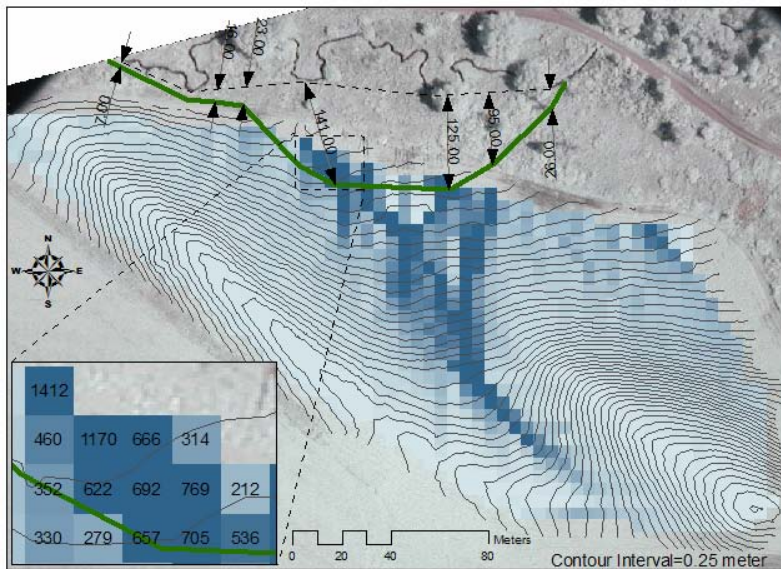 7.00
19.00
23.00
141.00
125.00
95.00
26.00
N
W E
S
1412
460 1170 666 314
352 622 692 769 212
330 279 657 705 536
Meters
0 10 20 40 80
Contour Interval=0.25 meter